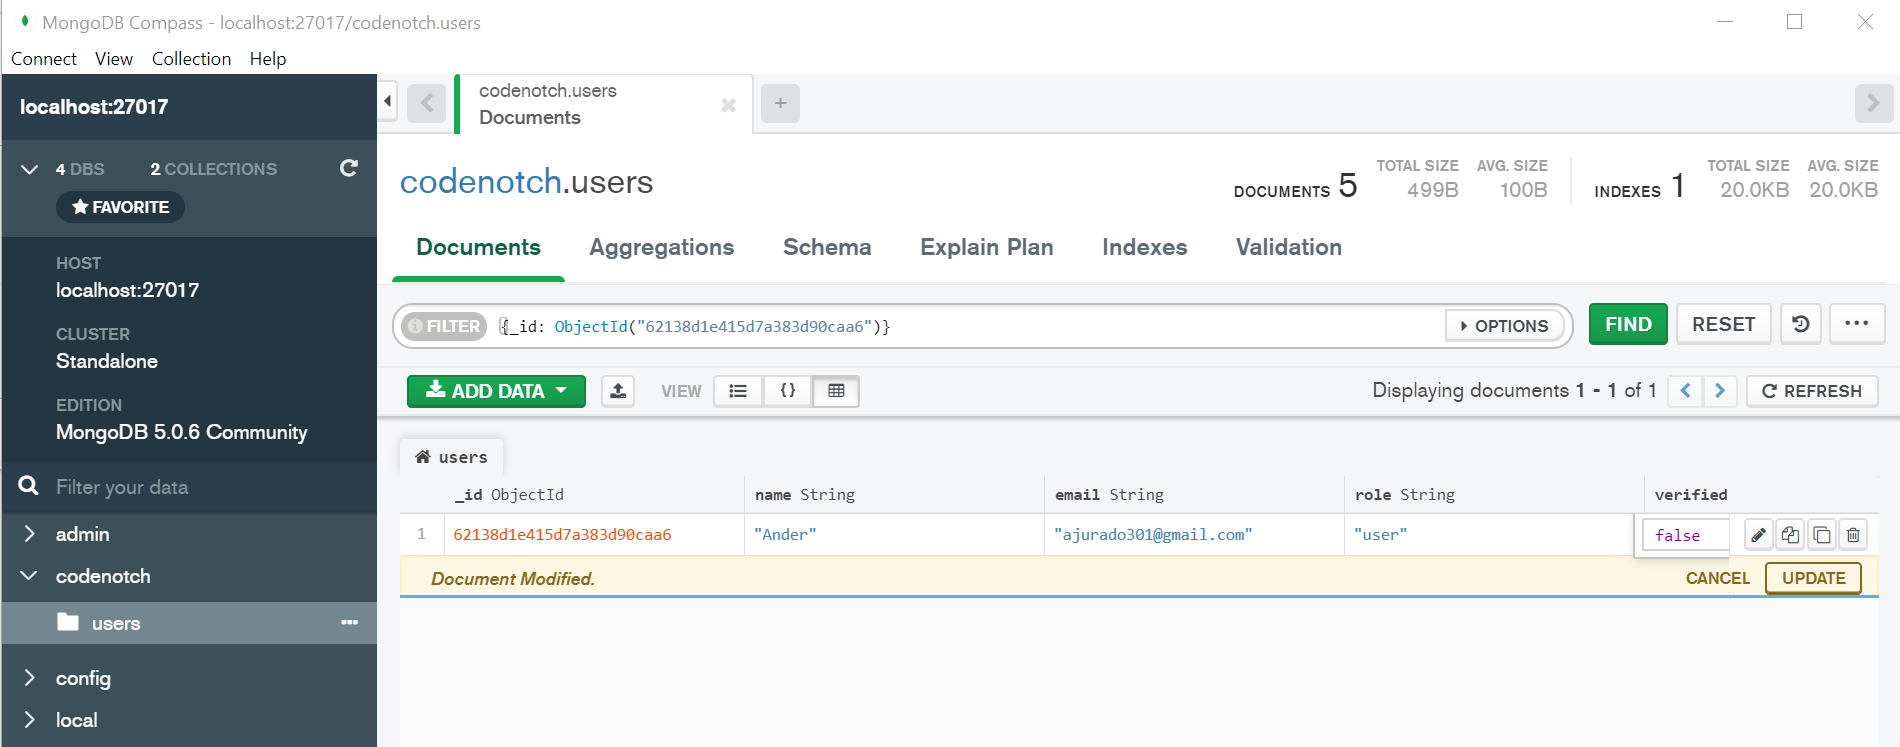 MongoDB Compass - localhost:27017/codenotch.users
Connect View Collection Help
localhost:27017
4 DBS 2 COLLECTIONS
FAVORITE
HOST
localhost:27017
CLUSTER
Standalone
EDITION
MongoDB 5.0.6 Community
Filter your data
admin
codenotch
users
config
local
codenotch.users
Documents
codenotch.users
DOCUMENTS 5
TOTAL SIZE
499B
AVG. SIZE
100B
INDEXES 1
TOTAL SIZE
20.0KB
AVG. SIZE
20.0KB
Documents Aggregations Schema Explain Plan Indexes Validation
FILTER {_id: ObjectId("62138d1e415d7a383d90caa6")} OPTIONS FIND RESET
ADD DATA VIEW {} Displaying documents 1 - 1 of 1 REFRESH
users
_id ObjectId name String email String role String verified
1 62138d1e415d7a383d90caa6 "Ander" "ajurado301@gmail.com" "user" false
Document Modified. CANCEL UPDATE